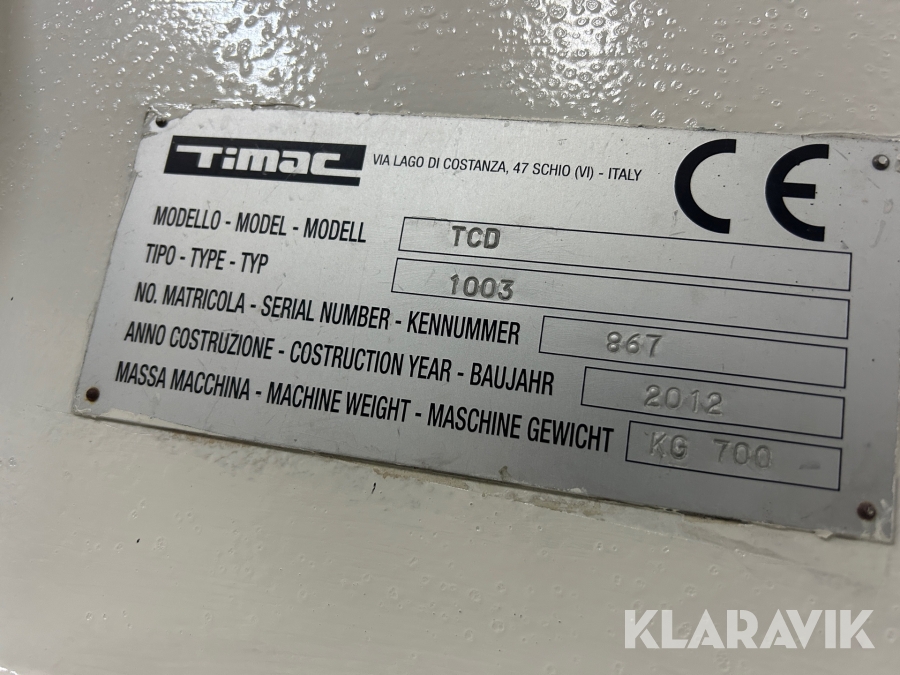 Timac VIA LAGO DI COSTANZA, 47 SCHIO (VI) - ITALY CE
MODELLO - MODEL - MODELL TCD
TIPO - TYPE - TYP 1003
NO. MATRICOLA - SERIAL NUMBER - KENNUMMER 867
ANNO COSTRUZIONE - COSTRUCTION YEAR - BAUJAHR 2012
MASSA MACCHINA - MACHINE WEIGHT - MASCHINE GEWICHT KG 700
KLARAVIK